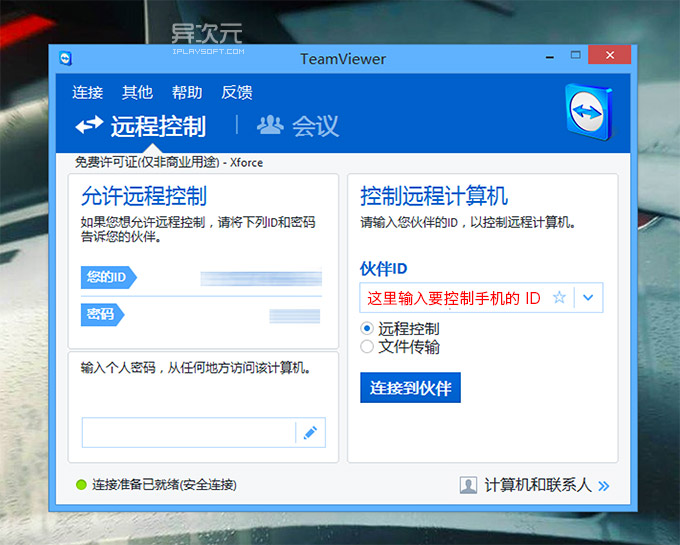 异次元
IPLAYSOFT.COM
TeamViewer
连接 其他 帮助 反馈
远程控制 会议
免费许可证(仅非商业用途) - Xforce
允许远程控制
如果您想允许远程控制，请将下列ID和密码
告诉您的伙伴。
您的ID
密码
输入个人密码，从任何地方访问该计算机。
控制远程计算机
请输入您伙伴的ID，以控制远程计算机。
伙伴ID
这里输入要控制手机的 ID
远程控制
文件传输
连接到伙伴
连接准备已就绪(安全连接)
计算机和联系人